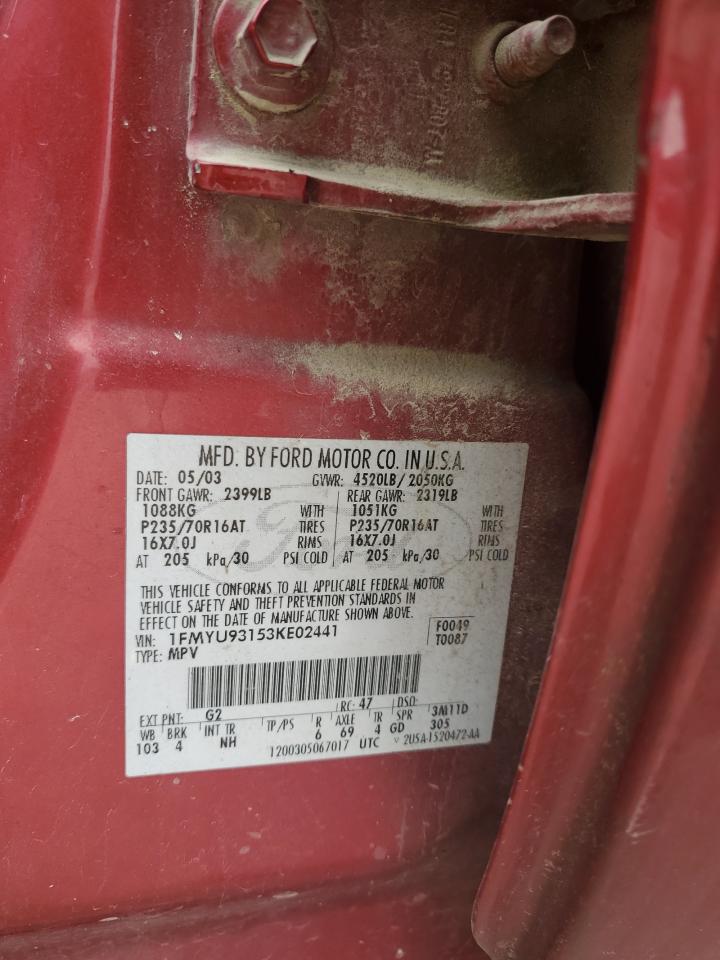 MFD. BY FORD MOTOR CO. IN U.S.A.
DATE: 05/03 GVWR: 4520LB/ 2050KG
FRONT GAWR: 2399LB REAR GAWR: 2319LB
1088KG WITH 1051KG WITH
P235/70R16AT TIRES P235/70R16AT TIRES
16X7.0J RIMS 16X7.0J RIMS
AT 205 kPa/30 PSI COLD AT 205 kPa/30 PSI COLD
THIS VEHICLE CONFORMS TO ALL APPLICABLE FEDERAL MOTOR
VEHICLE SAFETY AND THEFT PREVENTION STANDARDS IN
EFFECT ON THE DATE OF MANUFACTURE SHOWN ABOVE.
VIN: 1FMYU93153KE02441 F0049
TYPE: MPV T0087
EXT PNT: G2 RC: 47 DSO:
WB BRK INT TR TP/PS R AXLE TR SPR 3A11D
103 4 NH 6 69 4 GD 305
1200305067017 UTC V 2U5A-1520472-AA